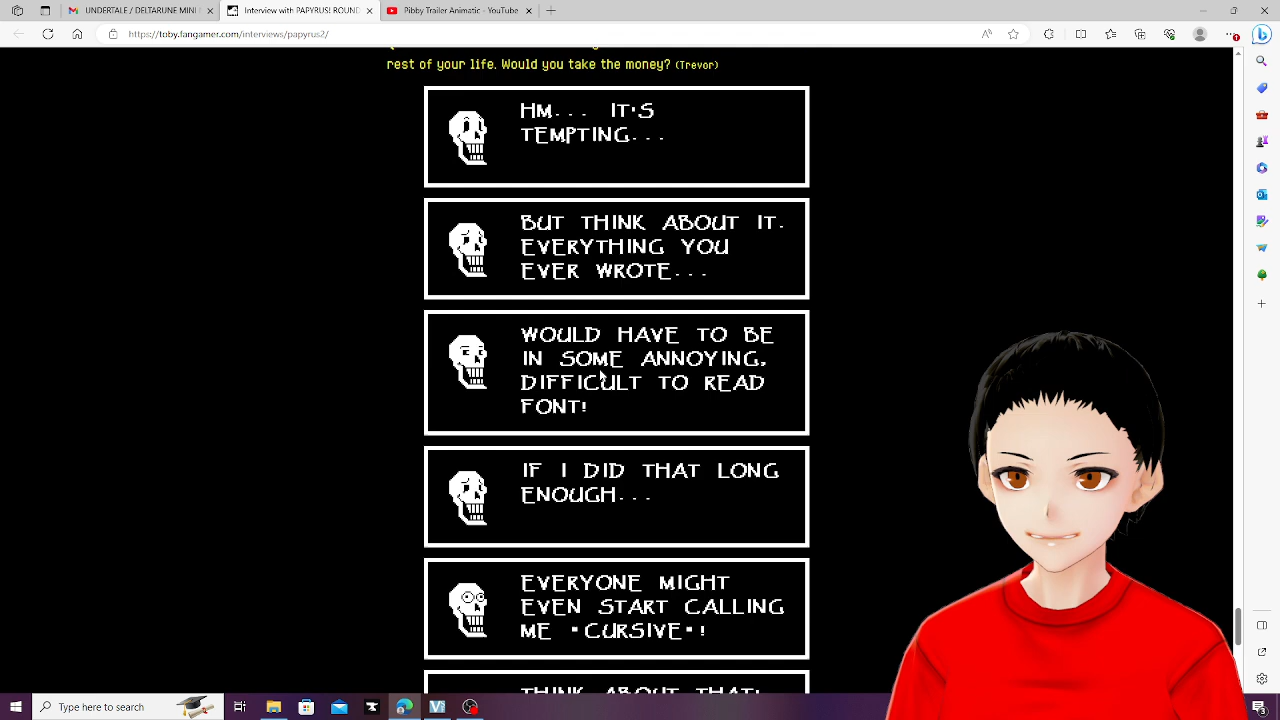 UNDERTALE / DELTARUNE MINI
Interview with PAPYRUS! ROUND
Pibby Trailer Animatic - YouTube
https://toby.fangamer.com/interviews/papyrus2/
rest of your life. Would you take the money? (Trevor)
HM... IT'S
TEMPTING...
BUT THINK ABOUT IT.
EVERYTHING YOU
EVER WROTE...
WOULD HAVE TO BE
IN SOME ANNOYING,
DIFFICULT TO READ
FONT!
IF I DID THAT LONG
ENOUGH...
EVERYONE MIGHT
EVEN START CALLING
ME "CURSIVE"!
THINK ABOUT THAT!
Type here to search